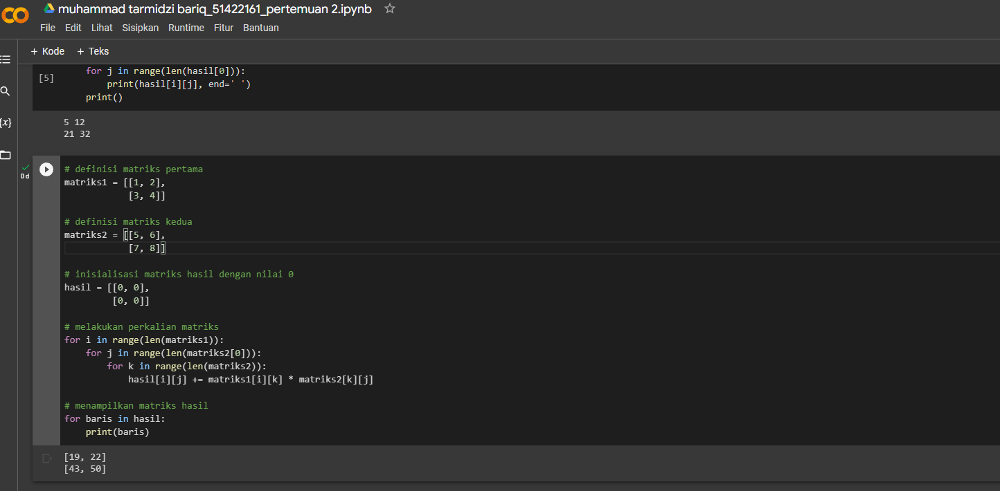 muhammad tarmidzi bariq_51422161_pertemuan 2.ipynb
File Edit Lihat Sisipkan Runtime Fitur Bantuan
+ Kode + Teks
[5]
    for j in range(len(hasil[0])):
        print(hasil[i][j], end=' ')
    print()
5 12
21 32
{x}
0 d
# definisi matriks pertama
matriks1 = [[1, 2],
            [3, 4]]
# definisi matriks kedua
matriks2 = [[5, 6],
            [7, 8]]
# inisialisasi matriks hasil dengan nilai 0
hasil = [[0, 0],
         [0, 0]]
# melakukan perkalian matriks
for i in range(len(matriks1)):
    for j in range(len(matriks2[0])):
        for k in range(len(matriks2)):
            hasil[i][j] += matriks1[i][k] * matriks2[k][j]
# menampilkan matriks hasil
for baris in hasil:
    print(baris)
[19, 22]
[43, 50]